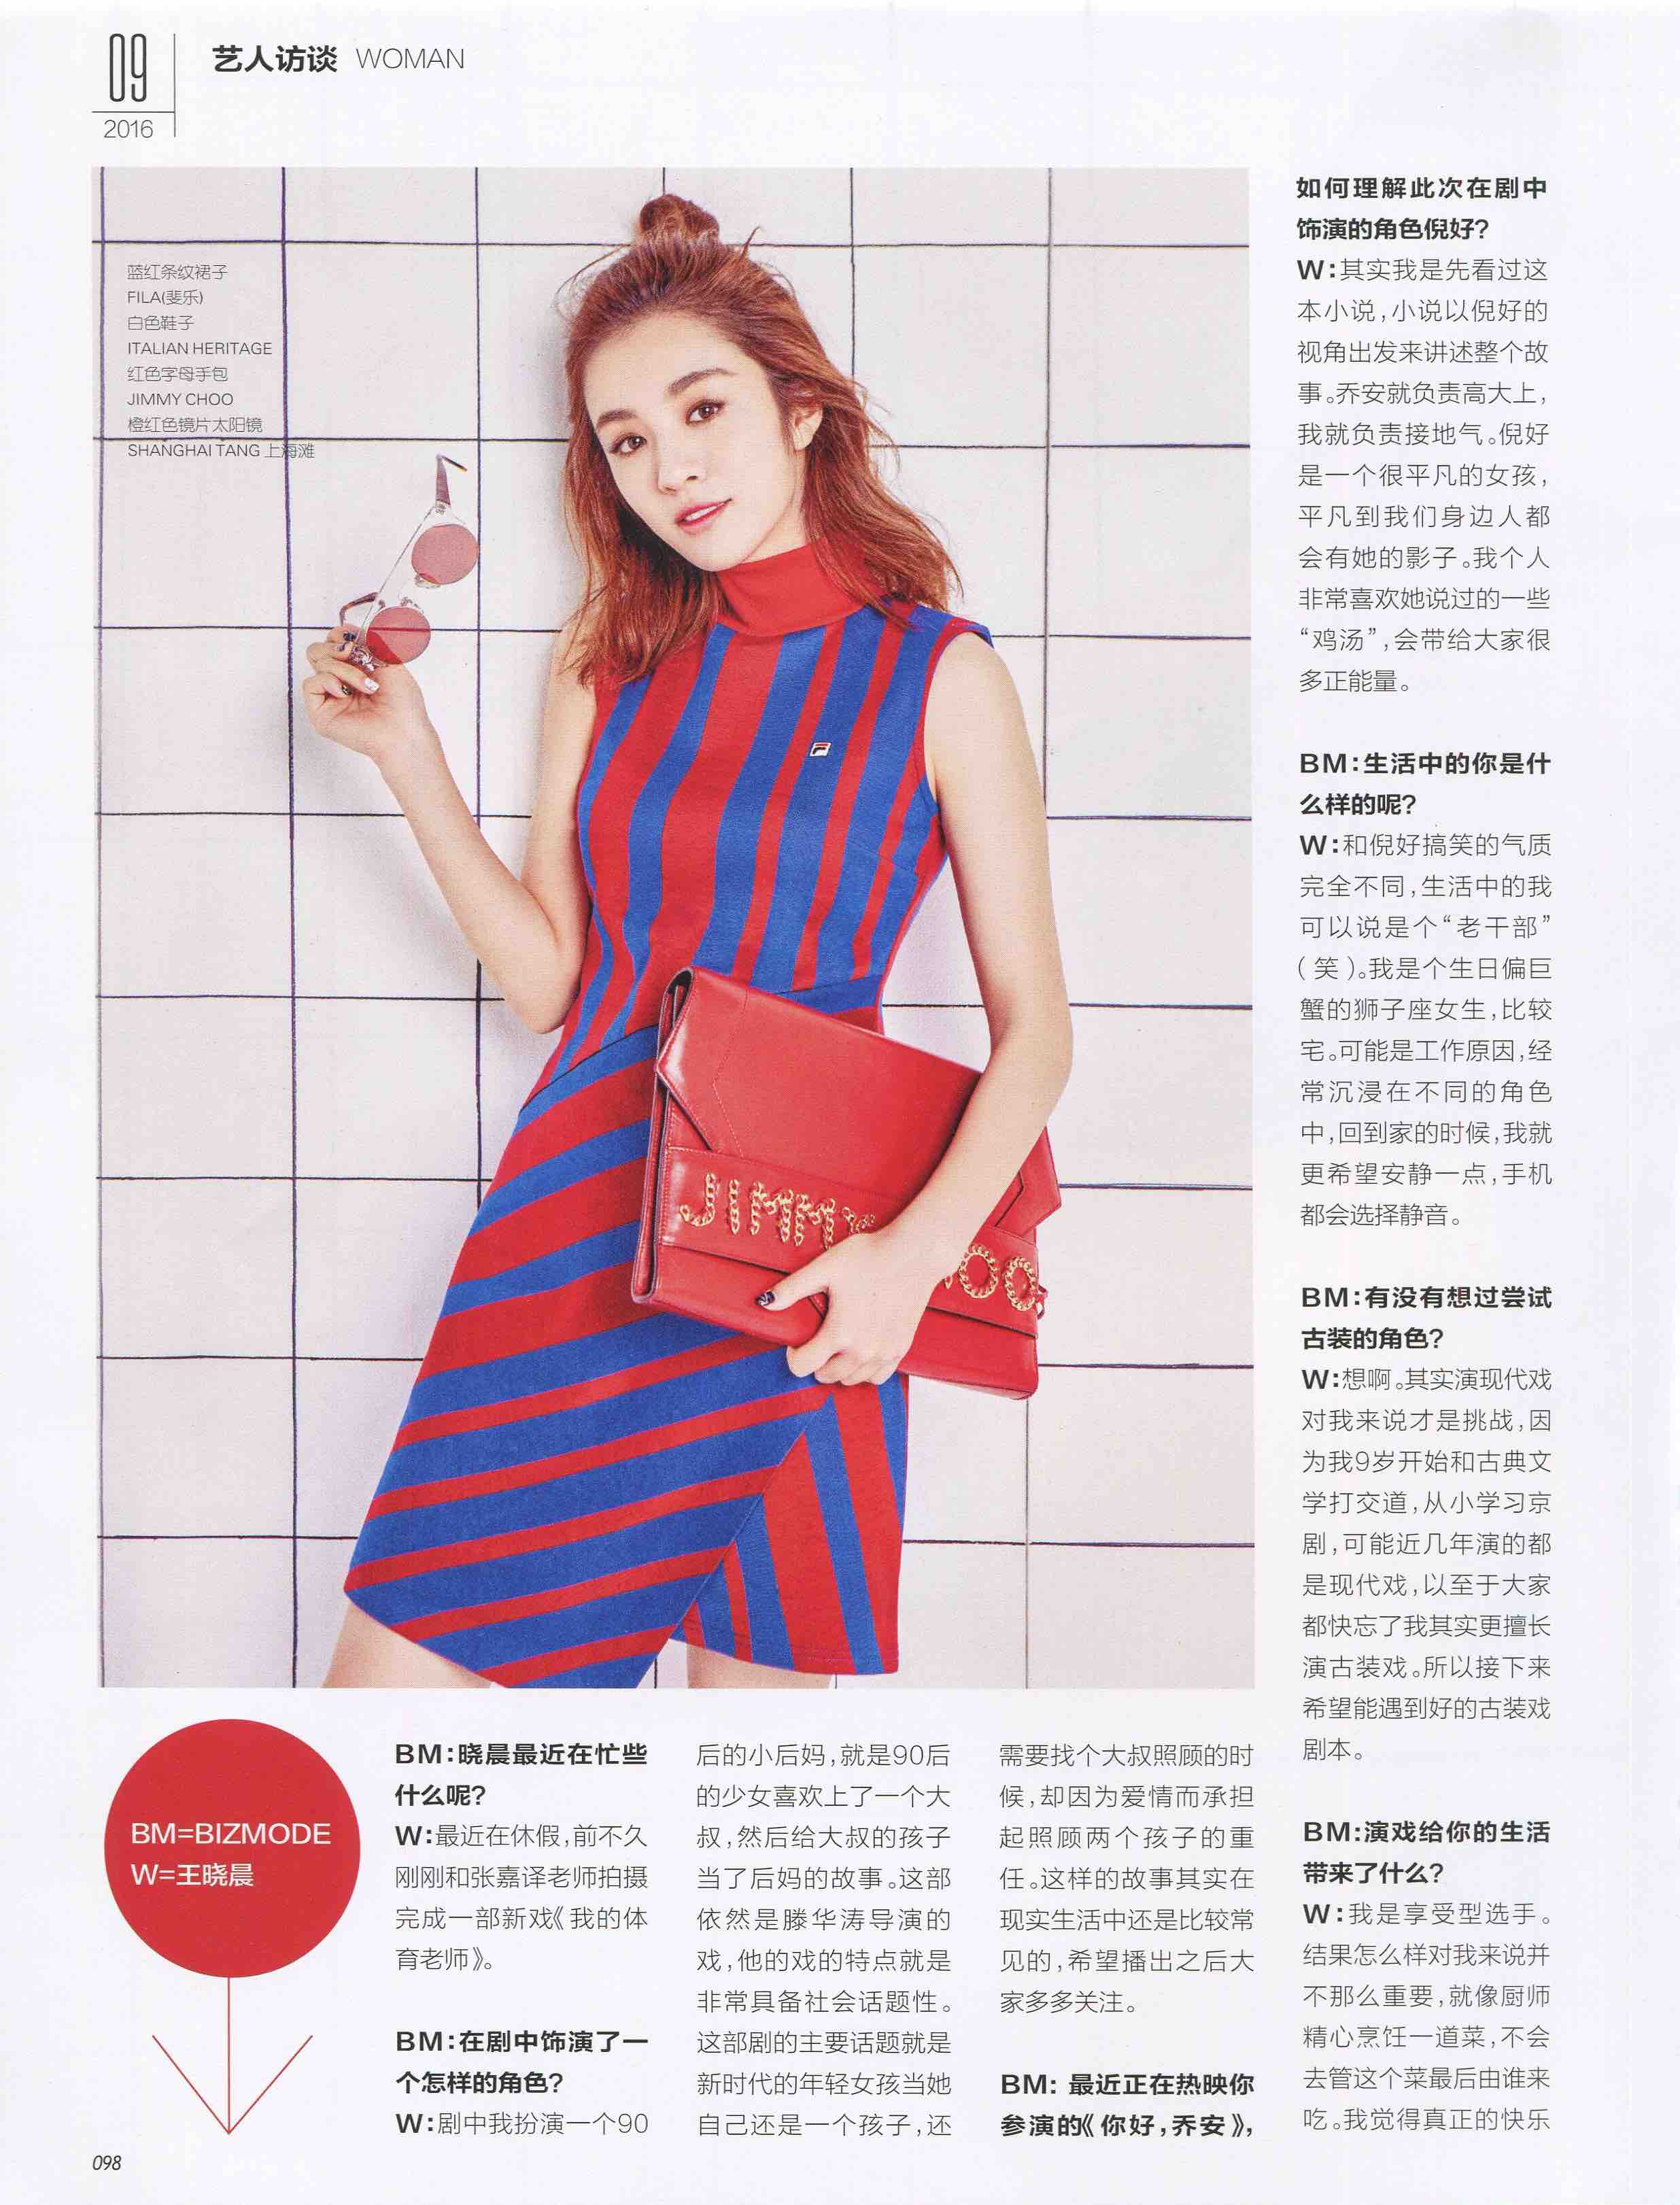 09
2016
艺人访谈 WOMAN
蓝红条纹裙子
FILA(斐乐)
白色鞋子
ITALIAN HERITAGE
红色字母手包
JIMMY CHOO
橙红色镜片太阳镜
SHANGHAI TANG 上海滩
JIMMY
OO
BM=BIZMODE
W=王晓晨
BM:晓晨最近在忙些
什么呢?
W:最近在休假,前不久
刚刚和张嘉译老师拍摄
完成一部新戏《我的体
育老师》。
BM:在剧中饰演了一
个怎样的角色?
W:剧中我扮演一个90
后的小后妈,就是90后
的少女喜欢上了一个大
叔,然后给大叔的孩子
当了后妈的故事。这部
依然是滕华涛导演的
戏,他的戏的特点就是
非常具备社会话题性。
这部剧的主要话题就是
新时代的年轻女孩当她
自己还是一个孩子,还
需要找个大叔照顾的时
候,却因为爱情而承担
起照顾两个孩子的重
任。这样的故事其实在
现实生活中还是比较常
见的,希望播出之后大
家多多关注。
BM: 最近正在热映你
参演的《你好,乔安》,
如何理解此次在剧中
饰演的角色倪好?
W:其实我是先看过这
本小说,小说以倪好的
视角出发来讲述整个故
事。乔安就负责高大上,
我就负责接地气。倪好
是一个很平凡的女孩,
平凡到我们身边人都
会有她的影子。我个人
非常喜欢她说过的一些
“鸡汤”,会带给大家很
多正能量。
BM:生活中的你是什
么样的呢?
W:和倪好搞笑的气质
完全不同,生活中的我
可以说是个“老干部”
(笑)。我是个生日偏巨
蟹的狮子座女生,比较
宅。可能是工作原因,经
常沉浸在不同的角色
中,回到家的时候,我就
更希望安静一点,手机
都会选择静音。
BM:有没有想过尝试
古装的角色?
W:想啊。其实演现代戏
对我来说才是挑战,因
为我9岁开始和古典文
学打交道,从小学习京
剧,可能近几年演的都
是现代戏,以至于大家
都快忘了我其实更擅长
演古装戏。所以接下来
希望能遇到好的古装戏
剧本。
BM:演戏给你的生活
带来了什么?
W:我是享受型选手。
结果怎么样对我来说并
不那么重要,就像厨师
精心烹饪一道菜,不会
去管这个菜最后由谁来
吃。我觉得真正的快乐
098